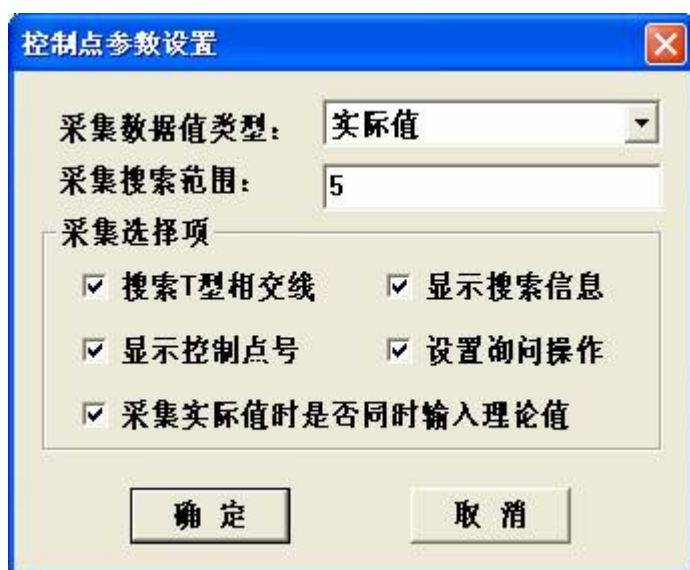 控制点参数设置
采集数据值类型： 实际值
采集搜索范围： 5
采集选择项
搜索T型相交线 显示搜索信息
显示控制点号 设置询问操作
采集实际值时是否同时输入理论值
确 定 取 消